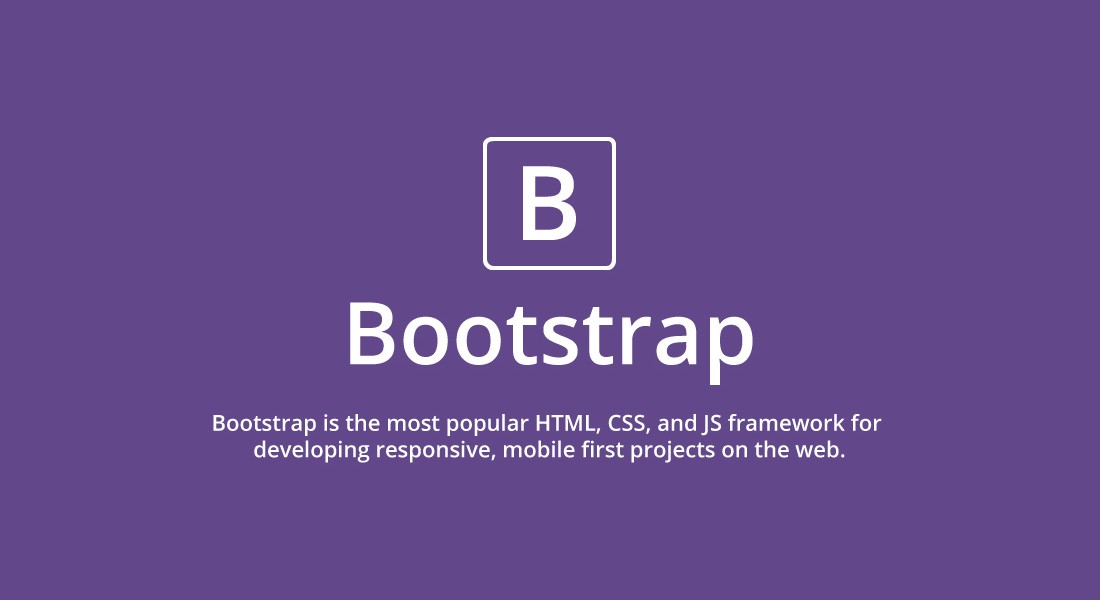 B
Bootstrap
Bootstrap is the most popular HTML, CSS, and JS framework for
developing responsive, mobile first projects on the web.